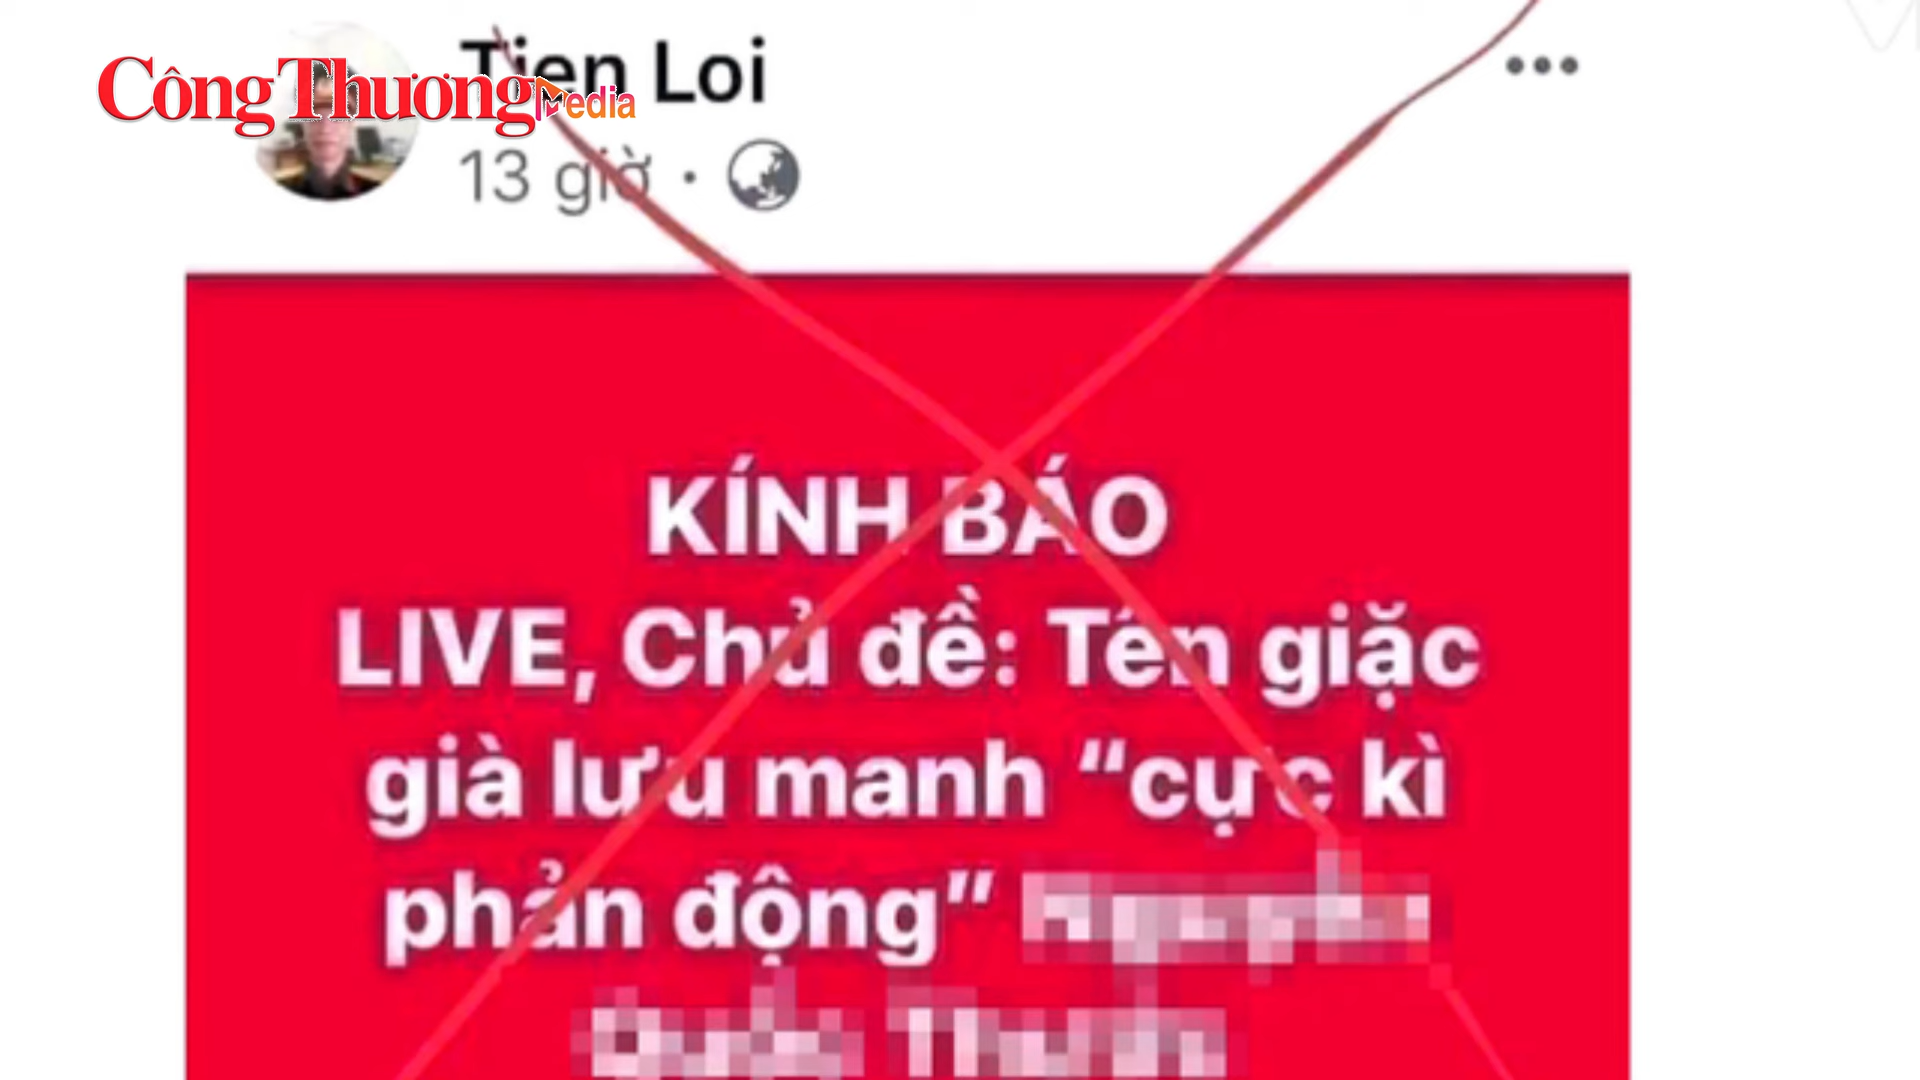 Công Thương Media
Tien Loi
13 giờ ·
KÍNH BÁO
LIVE, Chủ đề: Tên giặc
già lưu manh “cực kì
phản động”